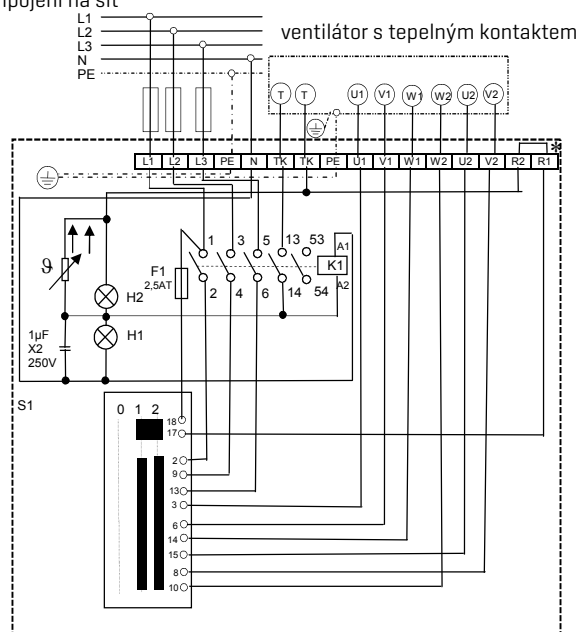 řipojení na síť
L1
L2
L3
N
PE
ventilátor s tepelným kontaktem
T T U1 V1 W1 W2 U2 V2
L1 L2 L3 PE N TK TK PE U1 V1 W1 W2 U2 V2 R2 R1 *
ϑ
H2
H1
1µF
X2
250V
F1
2,5AT
1 3 5 13 53
2 4 6 14 54
A1
K1
A2
S1
0 1 2
18
17
2
9
13
3
6
14
15
8
10